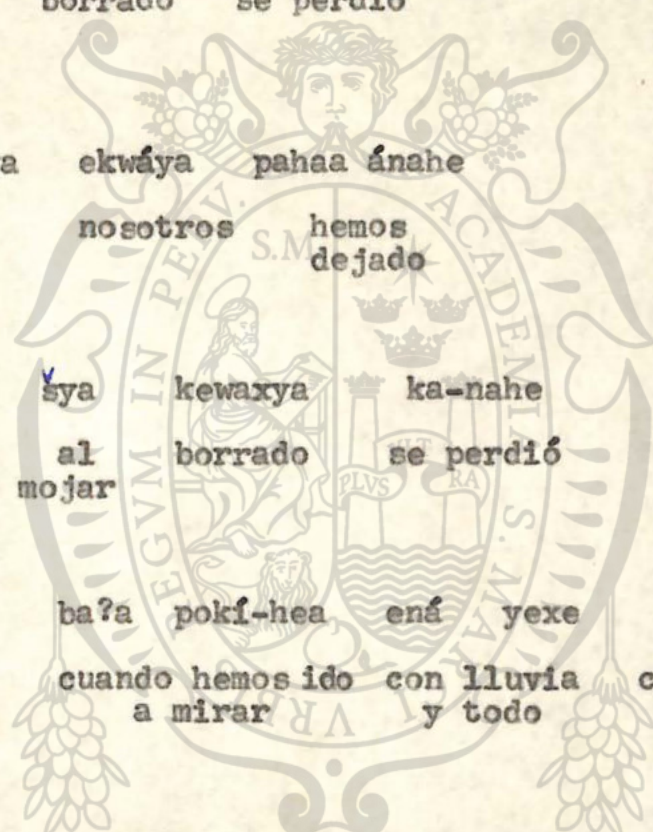 borrado se perdió
a ekwáya pahaa ánahe
nosotros hemos
dejado
šya kewaxya ka-nahe
al borrado se perdió
mojar
ba?a pokí-hea ená yexe
cuando hemos ido con lluvia c
a mirar y todo